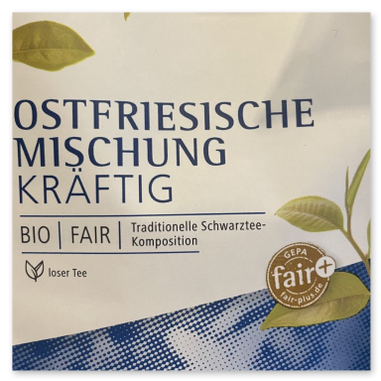 OSTFRIESISCHE
MISCHUNG
KRÄFTIG
BIO | FAIR | Traditionelle Schwarztee-
Komposition
loser Tee
GEPA
fair+
fair-plus.de